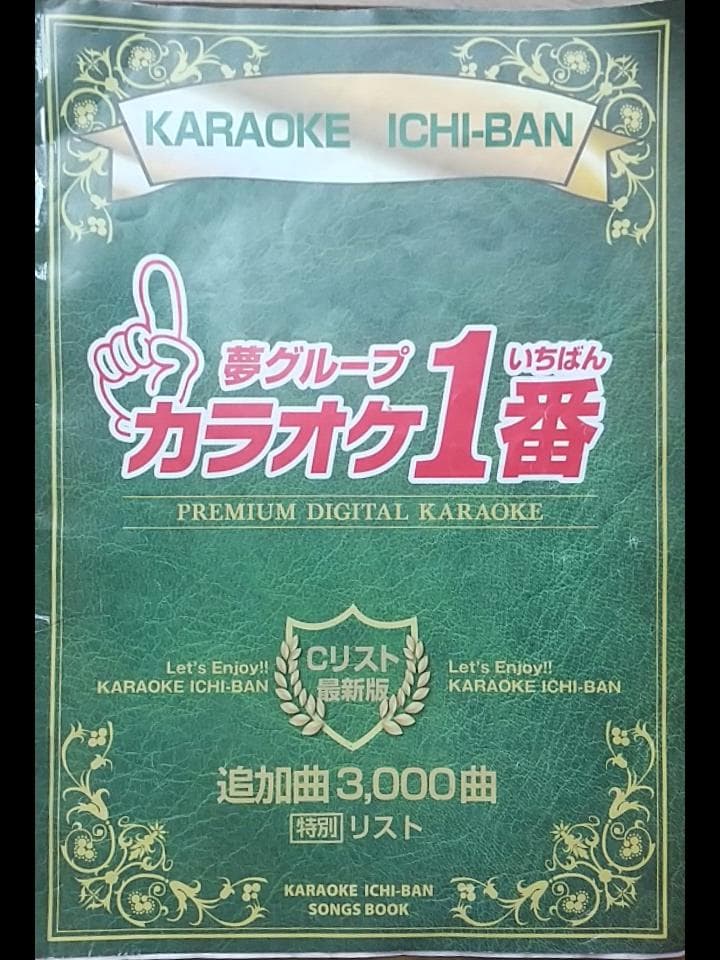 KARAOKE ICHI-BAN
夢グループ
いちばん
カラオケ1番
PREMIUM DIGITAL KARAOKE
Let's Enjoy!!
KARAOKE ICHI-BAN
Cリスト
最新版
Let's Enjoy!!
KARAOKE ICHI-BAN
追加曲3,000曲
特別 リスト
KARAOKE ICHI-BAN
SONGS BOOK